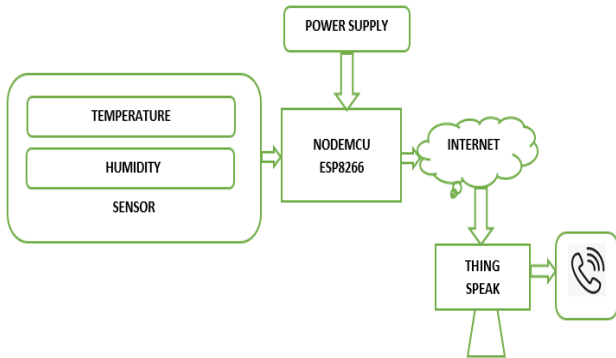 POWER SUPPLY
TEMPERATURE
HUMIDITY
SENSOR
NODEMCU
ESP8266
INTERNET
THING
SPEAK